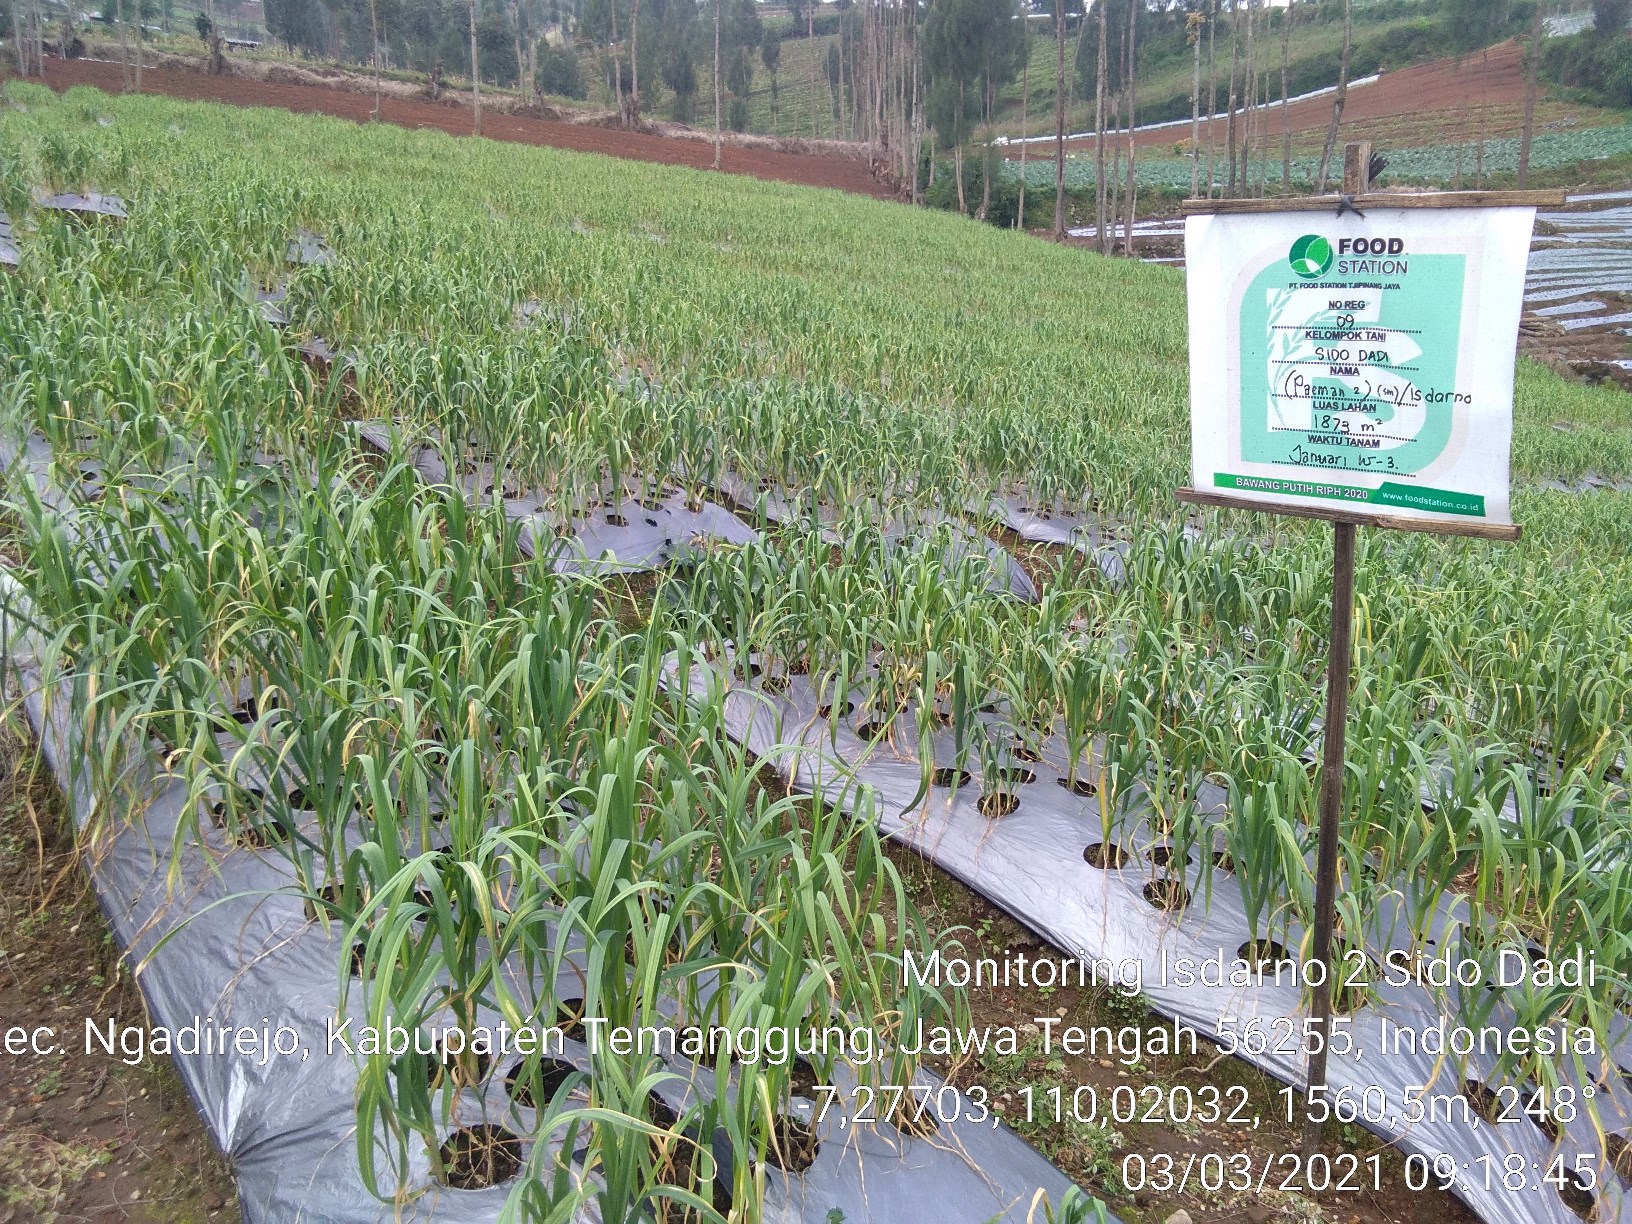 FOOD
STATION
PT. FOOD STATION TJIPINANG JAYA
NO REG
09
KELOMPOK TANI
SIDO DADI
NAMA
(Paeman 2) (sm)/Isdarno
LUAS LAHAN
1873 m²
WAKTU TANAM
Januari W-3.
BAWANG PUTIH RIPH 2020
www.foodstation.co.id
Monitoring Isdarno 2 Sido Dadi
Kec. Ngadirejo, Kabupatén Temanggung, Jawa Tengah 56255, Indonesia
-7,27703, 110,02032, 1560,5m, 248°
03/03/2021 09:18:45